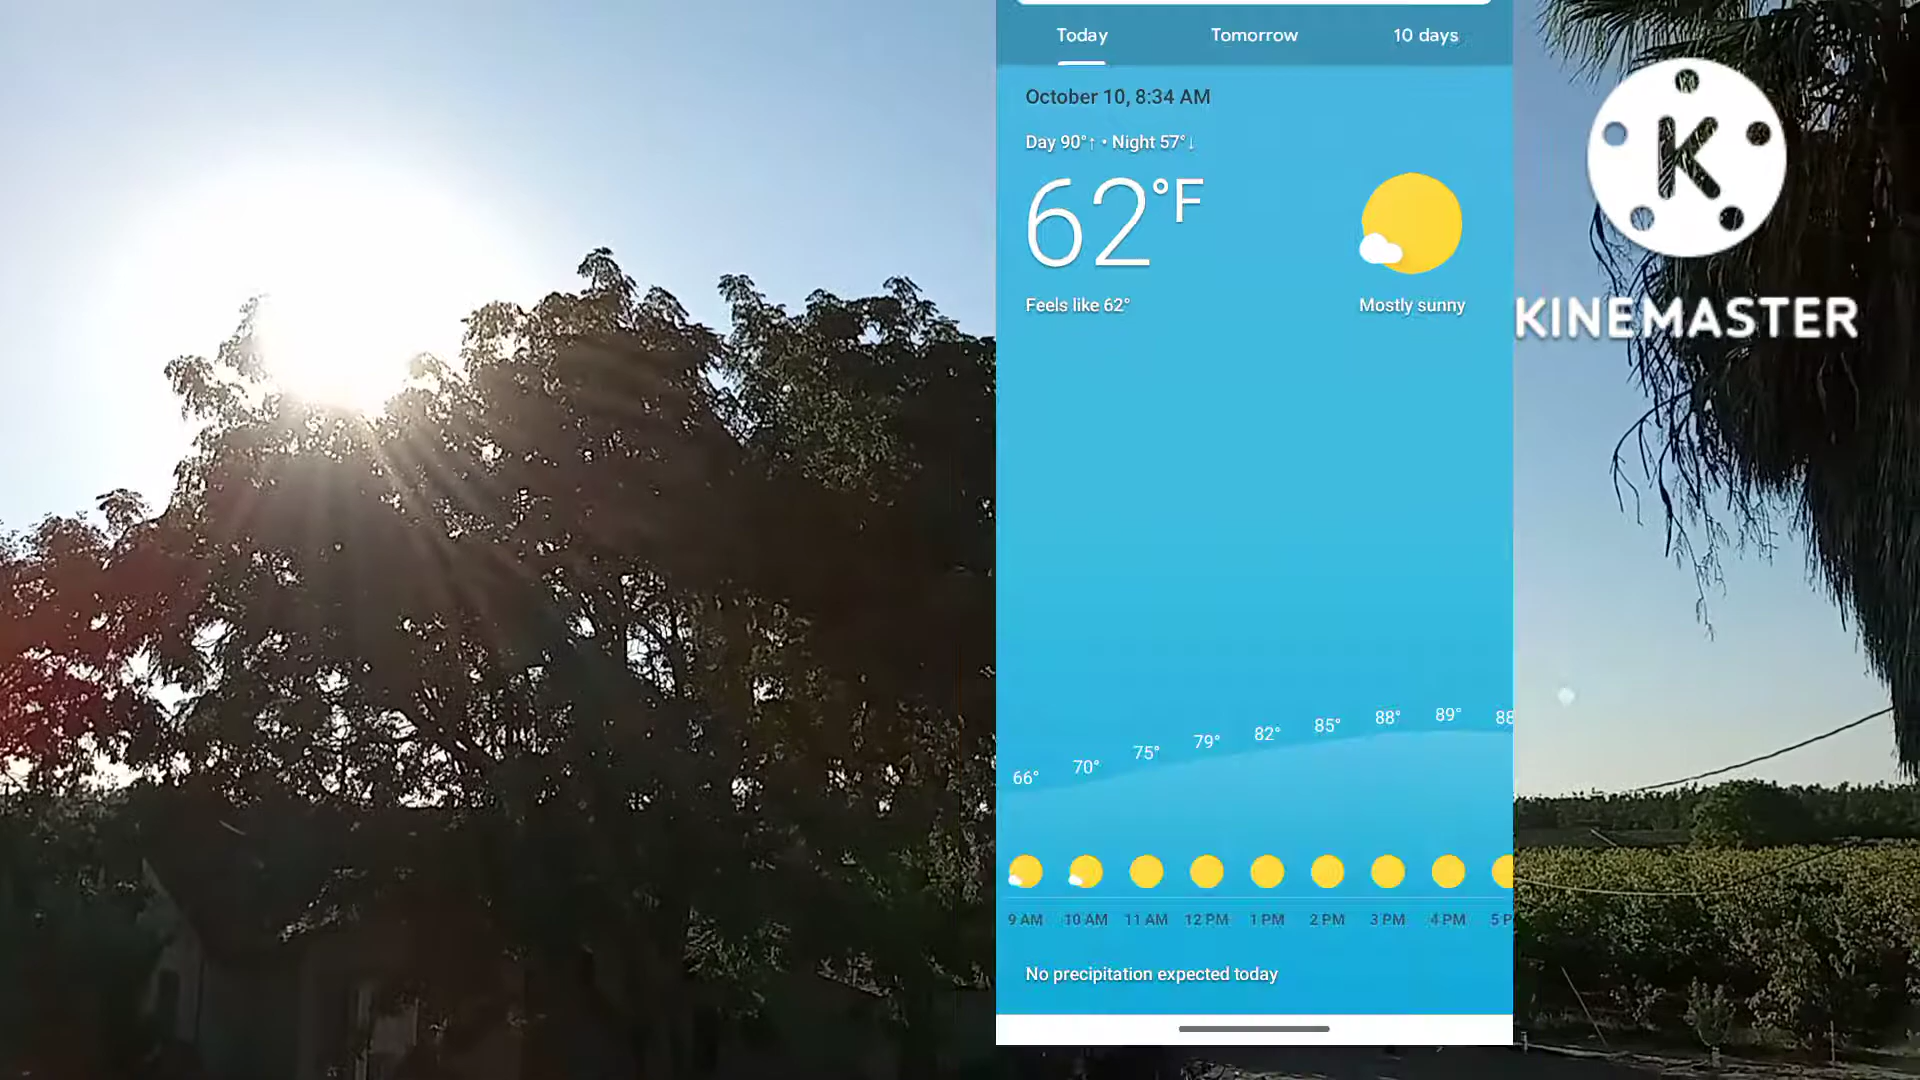 Today Tomorrow 10 days
October 10, 8:34 AM
Day 90°↑ • Night 57°↓
62°F
Feels like 62° Mostly sunny
K
KINEMASTER
66° 70° 75° 79° 82° 85° 88° 89° 88
9 AM 10 AM 11 AM 12 PM 1 PM 2 PM 3 PM 4 PM 5 P
No precipitation expected today